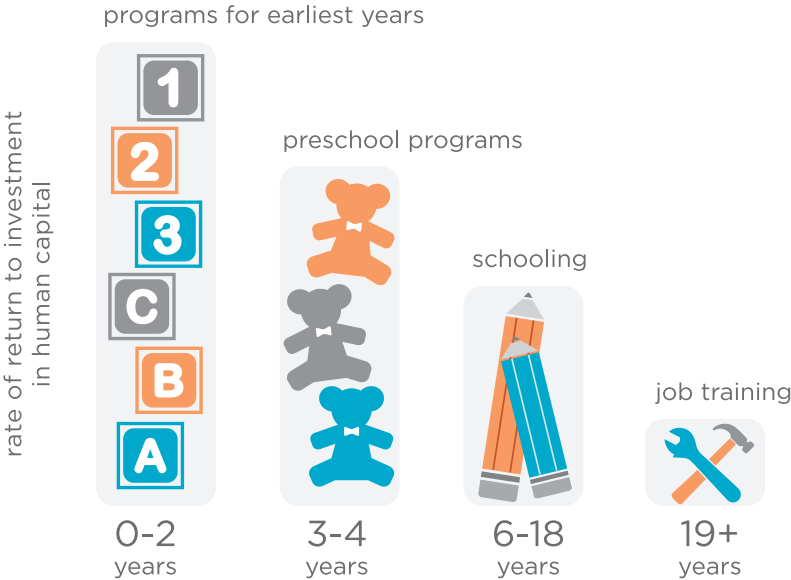 programs for earliest years
rate of return to investment
in human capital
1
2
3
C
B
A
preschool programs
schooling
job training
0-2
years
3-4
years
6-18
years
19+
years